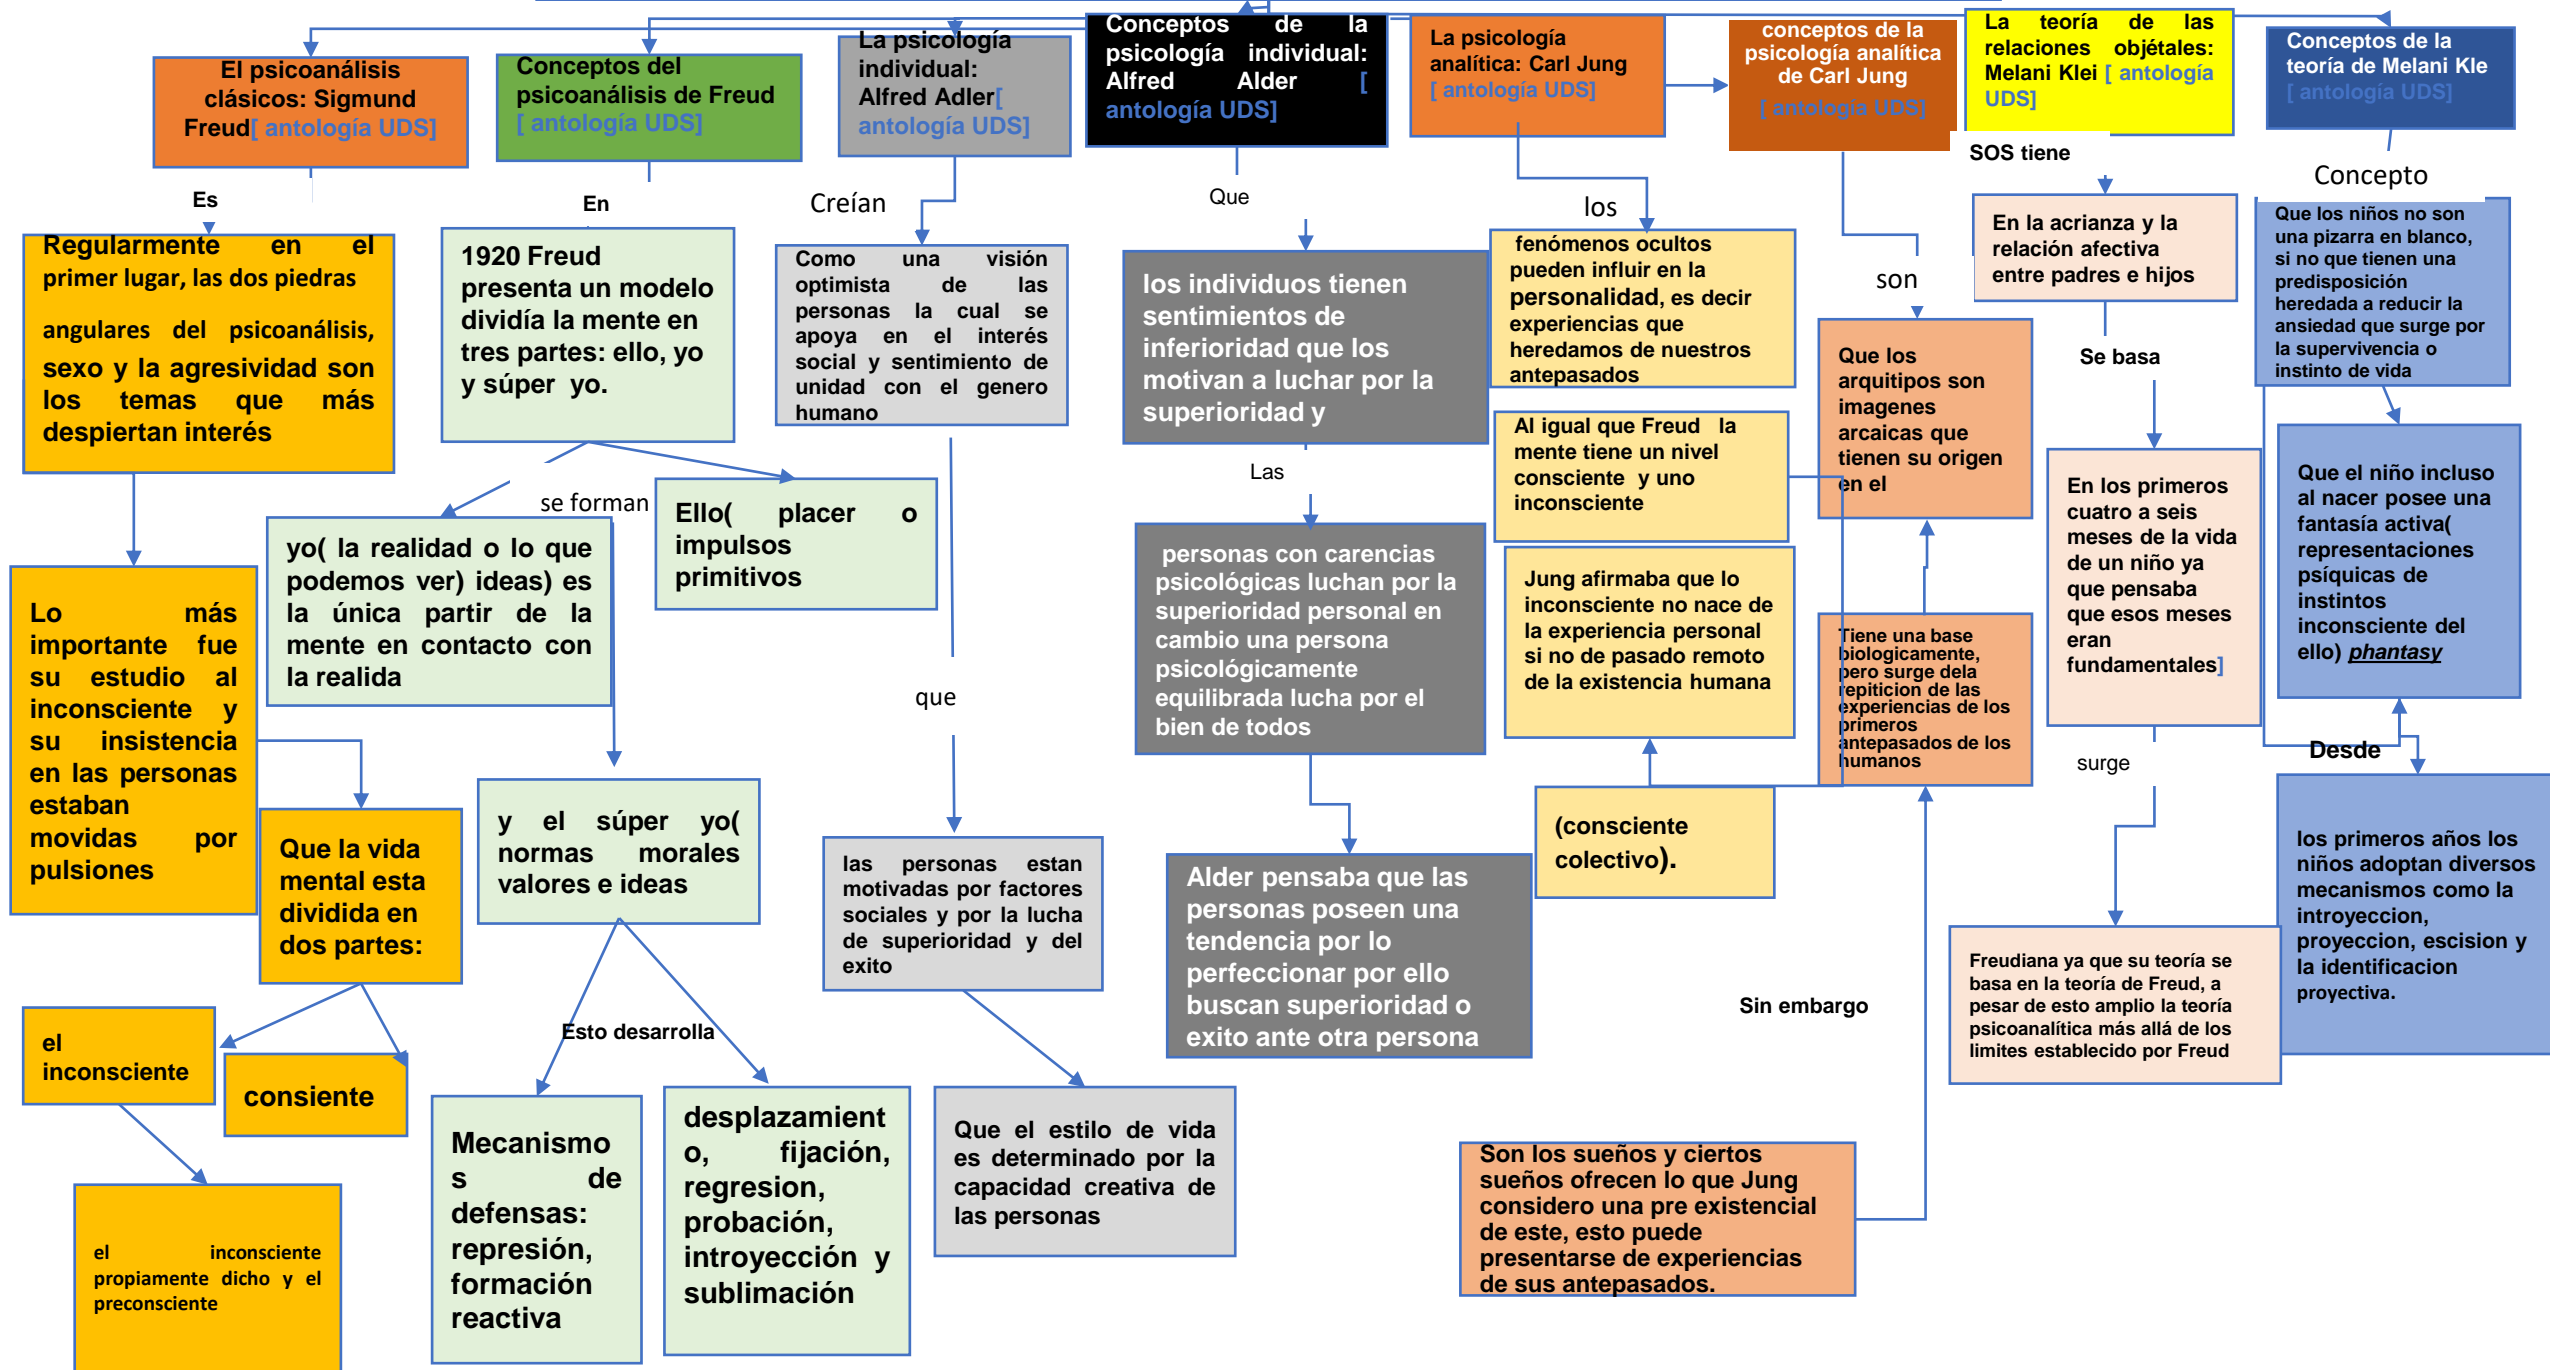 El psicoanálisis
clásicos: Sigmund
Freud[ antología UDS]
Es
Regularmente en el
primer lugar, las dos piedras
angulares del psicoanálisis,
sexo y la agresividad son
los temas que más
despiertan interés
Lo más
importante fue
su estudio al
inconsciente y
su insistencia
en las personas
estaban
movidas por
pulsiones
Que la vida
mental esta
dividida en
dos partes:
el
inconsciente
consiente
el inconsciente
propiamente dicho y el
preconsciente
Conceptos del
psicoanálisis de Freud
[ antología UDS]
En
1920 Freud
presenta un modelo
dividía la mente en
tres partes: ello, yo
y súper yo.
se forman
yo( la realidad o lo que
podemos ver) ideas) es
la única partir de la
mente en contacto con
la realida
Ello( placer o
impulsos
primitivos
y el súper yo(
normas morales
valores e ideas
Esto desarrolla
Mecanismo
s de
defensas:
represión,
formación
reactiva
desplazamient
o, fijación,
regresion,
probación,
introyección y
sublimación
La psicología
individual:
Alfred Adler[
antología UDS]
Creían
Como una visión
optimista de las
personas la cual se
apoya en el interés
social y sentimiento de
unidad con el genero
humano
que
las personas estan
motivadas por factores
sociales y por la lucha
de superioridad y del
exito
Que el estilo de vida
es determinado por la
capacidad creativa de
las personas
Conceptos de la
psicología individual:
Alfred Alder [
antología UDS]
Que
los individuos tienen
sentimientos de
inferioridad que los
motivan a luchar por la
superioridad y
Las
personas con carencias
psicológicas luchan por la
superioridad personal en
cambio una persona
psicológicamente
equilibrada lucha por el
bien de todos
Alder pensaba que las
personas poseen una
tendencia por lo
perfeccionar por ello
buscan superioridad o
exito ante otra persona
La psicología
analítica: Carl Jung
[ antología UDS]
los
fenómenos ocultos
pueden influir en la
personalidad, es decir
experiencias que
heredamos de nuestros
antepasados
Al igual que Freud la
mente tiene un nivel
consciente y uno
inconsciente
Jung afirmaba que lo
inconsciente no nace de
la experiencia personal
si no de pasado remoto
de la existencia humana
(consciente
colectivo).
conceptos de la
psicología analítica
de Carl Jung
[ antología UDS]
son
Que los
arquitipos son
imagenes
arcaicas que
tienen su origen
en el
Tiene una base
biologicamente,
pero surge dela
repiticion de las
experiencias de los
primeros
antepasados de los
humanos
Sin embargo
Son los sueños y ciertos
sueños ofrecen lo que Jung
considero una pre existencial
de este, esto puede
presentarse de experiencias
de sus antepasados.
La teoría de las
relaciones objétales:
Melani Klei [ antología
UDS]
SOS tiene
En la acrianza y la
relación afectiva
entre padres e hijos
Se basa
En los primeros
cuatro a seis
meses de la vida
de un niño ya
que pensaba
que esos meses
eran
fundamentales]
surge
Freudiana ya que su teoría se
basa en la teoría de Freud, a
pesar de esto amplio la teoría
psicoanalítica más allá de los
limites establecido por Freud
Conceptos de la
teoría de Melani Kle
[ antología UDS]
Concepto
Que los niños no son
una pizarra en blanco,
si no que tienen una
predisposición
heredada a reducir la
ansiedad que surge por
la supervivencia o
instinto de vida
Que el niño incluso
al nacer posee una
fantasía activa(
representaciones
psíquicas de
instintos
inconsciente del
ello) phantasy
Desde
los primeros años los
niños adoptan diversos
mecanismos como la
introyeccion,
proyeccion, escision y
la identificacion
proyectiva.